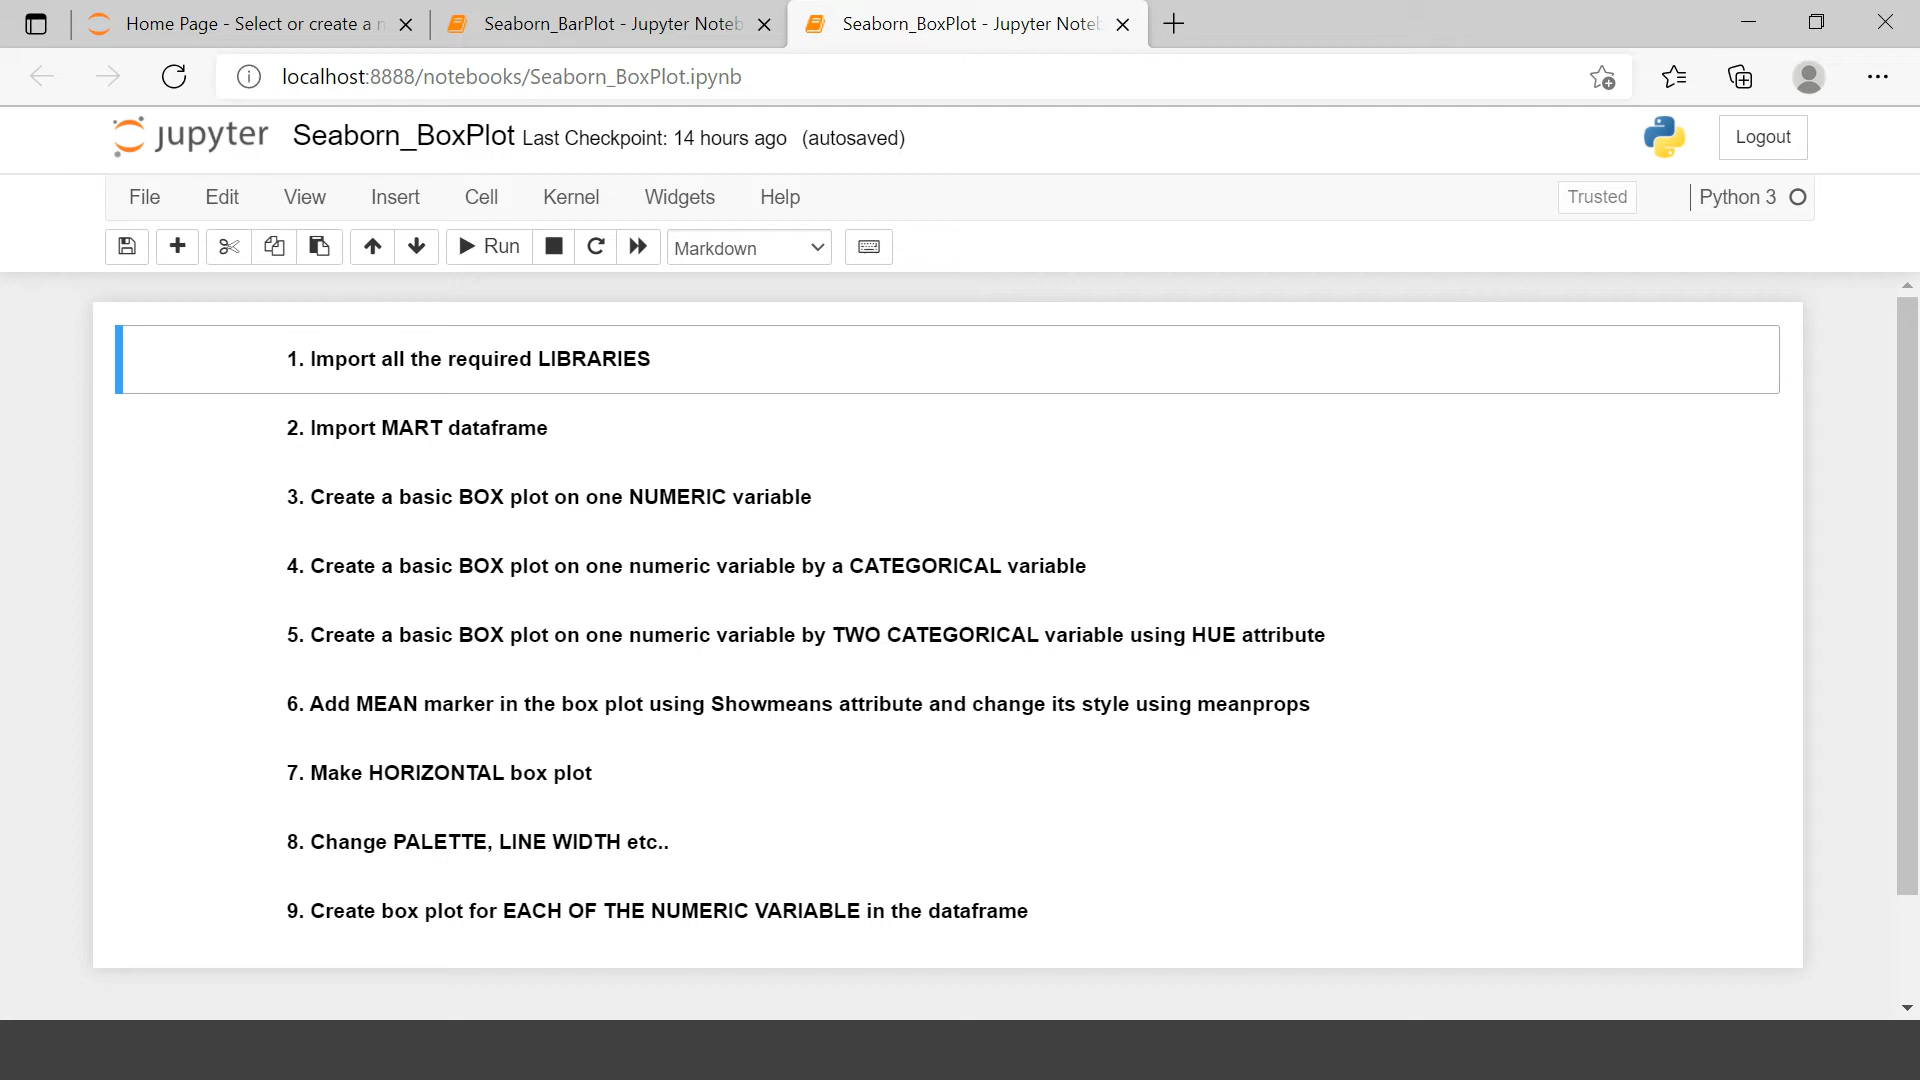 Home Page - Select or create a n
Seaborn_BarPlot - Jupyter Noteb
Seaborn_BoxPlot - Jupyter Noteb
localhost:8888/notebooks/Seaborn_BoxPlot.ipynb
jupyter Seaborn_BoxPlot Last Checkpoint: 14 hours ago (autosaved)
Logout
File Edit View Insert Cell Kernel Widgets Help
Trusted
Python 3
Run
Markdown
1. Import all the required LIBRARIES
2. Import MART dataframe
3. Create a basic BOX plot on one NUMERIC variable
4. Create a basic BOX plot on one numeric variable by a CATEGORICAL variable
5. Create a basic BOX plot on one numeric variable by TWO CATEGORICAL variable using HUE attribute
6. Add MEAN marker in the box plot using Showmeans attribute and change its style using meanprops
7. Make HORIZONTAL box plot
8. Change PALETTE, LINE WIDTH etc..
9. Create box plot for EACH OF THE NUMERIC VARIABLE in the dataframe